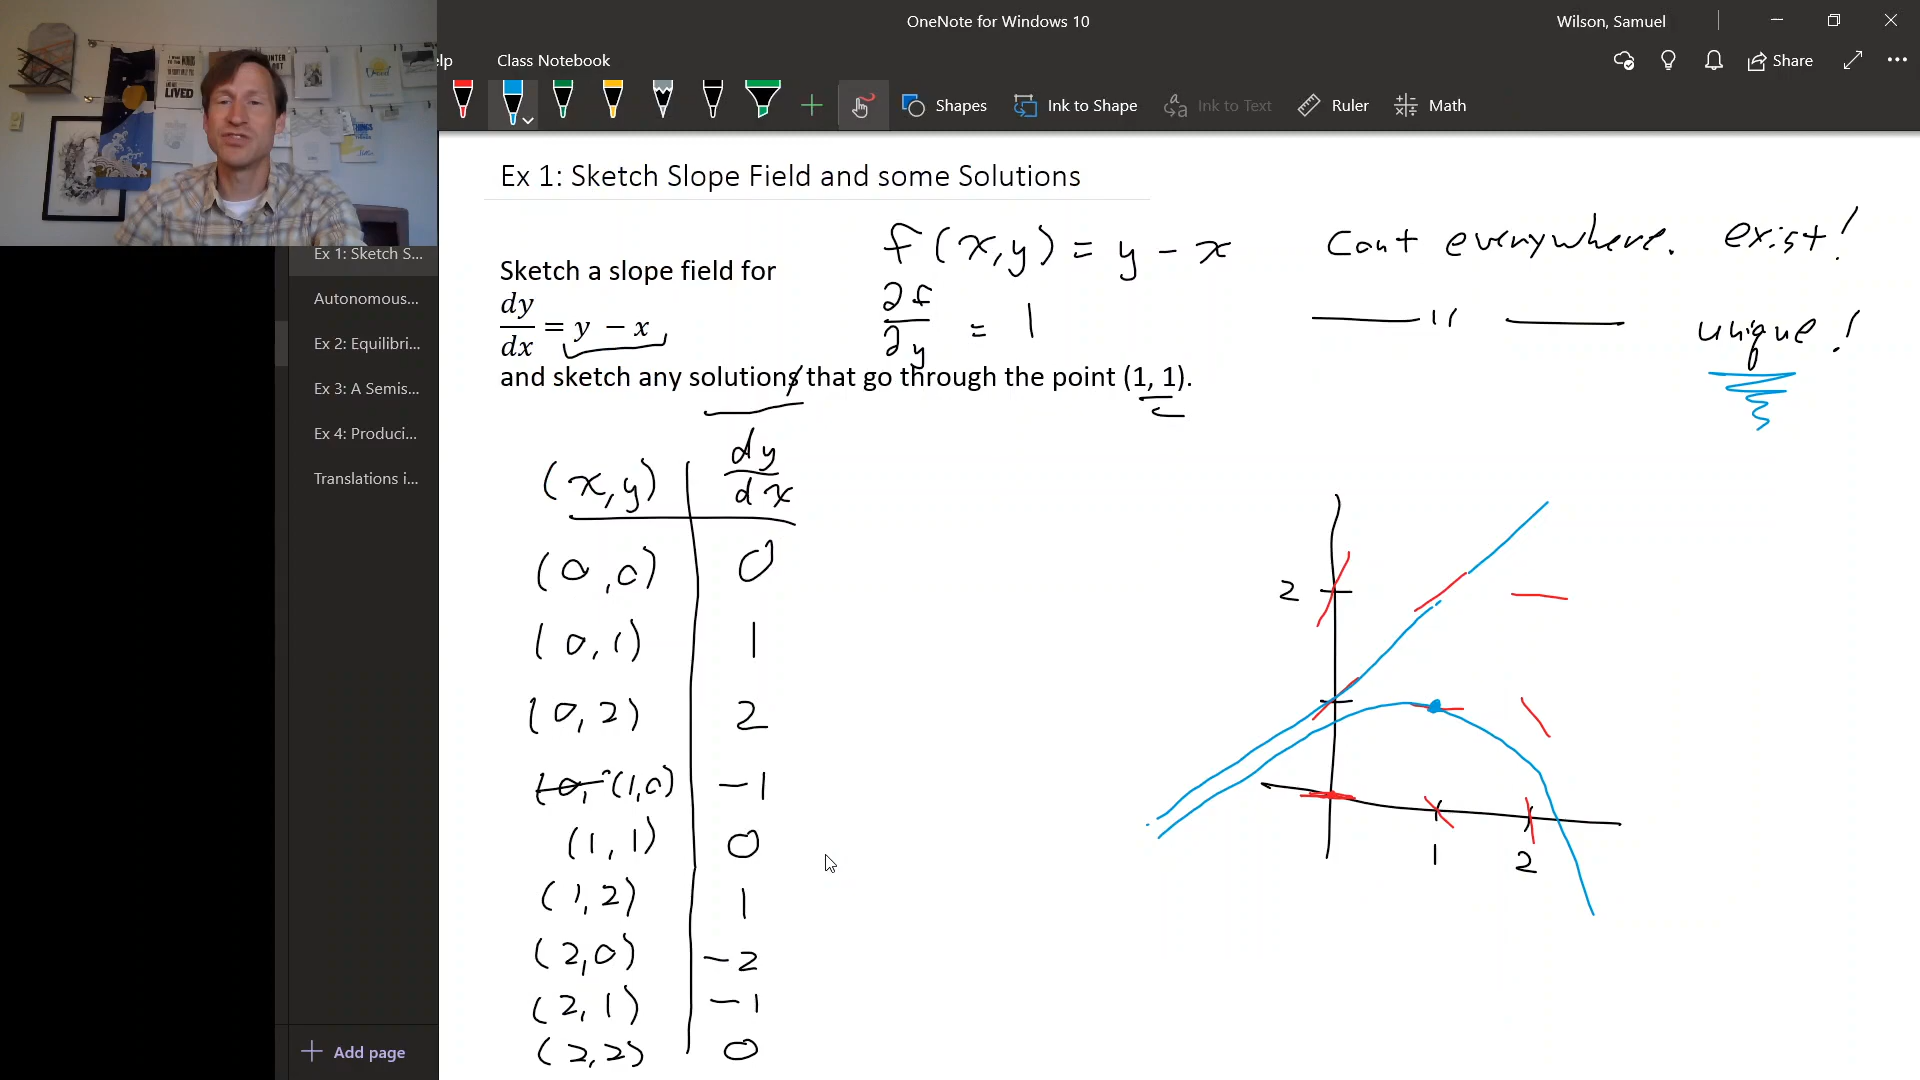 OneNote for Windows 10
Wilson, Samuel
lp
Class Notebook
Share
Shapes
Ink to Shape
Ink to Text
Ruler
Math
LIVED
Ex 1: Sketch S...
Autonomous...
Ex 2: Equilibri...
Ex 3: A Semis...
Ex 4: Produci...
Translations i...
Add page
Ex 1: Sketch Slope Field and some Solutions
Sketch a slope field for
dy/dx = y − x
and sketch any solutions that go through the point (1, 1).
f(x,y) = y − x
∂f/∂y = 1
cont everywhere. exist!
—— '' —— unique!
(x,y) | dy/dx
(0,0) 0
(0,1) 1
(0,2) 2
(0, (1,0) −1
(1,1) 0
(1,2) 1
(2,0) −2
(2,1) −1
(2,2) 0
2
1 2